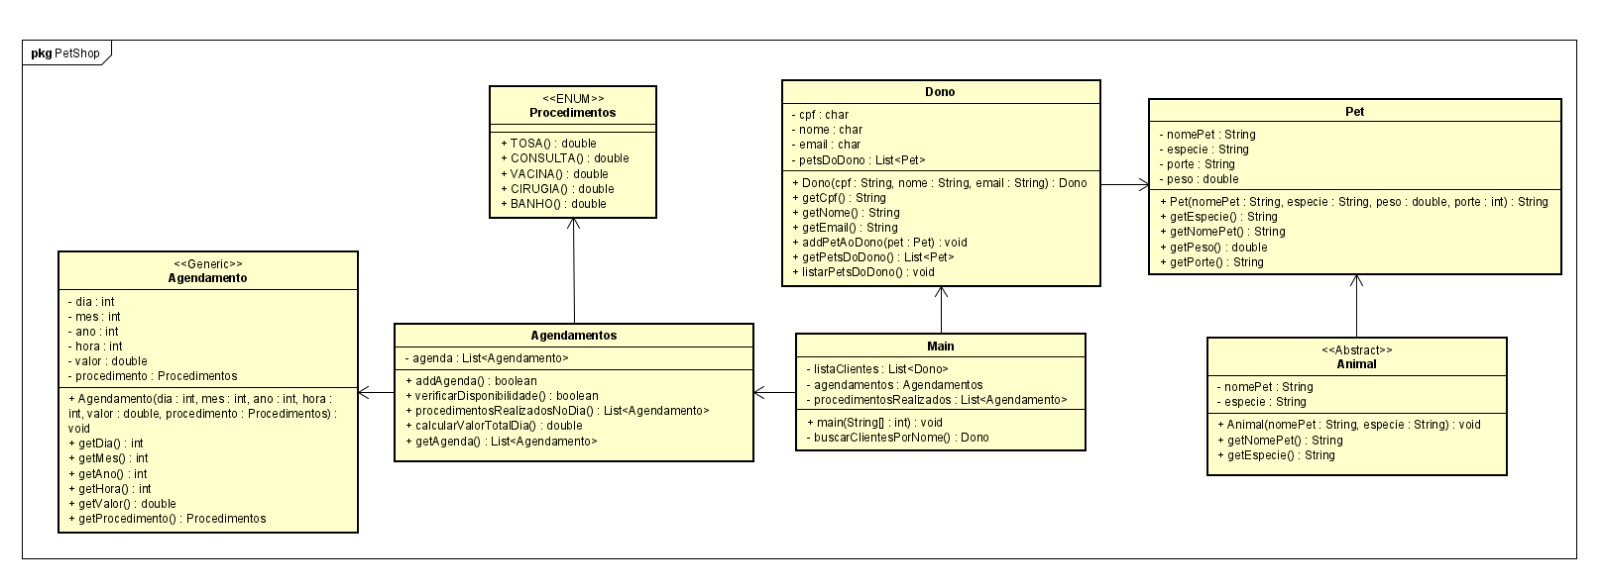 pkg PetShop
<<ENUM>>
Procedimentos
+ TOSA() : double
+ CONSULTA() : double
+ VACINA() : double
+ CIRUGIA() : double
+ BANHO() : double
Dono
- cpf : char
- nome : char
- email : char
- petsDoDono : List<Pet>
+ Dono(cpf : String, nome : String, email : String) : Dono
+ getCpf() : String
+ getNome() : String
+ getEmail() : String
+ addPetAoDono(pet : Pet) : void
+ getPetsDoDono() : List<Pet>
+ listarPetsDoDono() : void
Pet
- nomePet : String
- especie : String
- porte : String
- peso : double
+ Pet(nomePet : String, especie : String, peso : double, porte : int) : String
+ getEspecie() : String
+ getNomePet() : String
+ getPeso() : double
+ getPorte() : String
<<Generic>>
Agendamento
- dia : int
- mes : int
- ano : int
- hora : int
- valor : double
- procedimento : Procedimentos
+ Agendamento(dia : int, mes : int, ano : int, hora :
int, valor : double, procedimento : Procedimentos) :
void
+ getDia() : int
+ getMes() : int
+ getAno() : int
+ getHora() : int
+ getValor() : double
+ getProcedimento() : Procedimentos
Agendamentos
- agenda : List<Agendamento>
+ addAgenda() : boolean
+ verificarDisponibilidade() : boolean
+ procedimentosRealizadosNoDia() : List<Agendamento>
+ calcularValorTotalDia() : double
+ getAgenda() : List<Agendamento>
Main
- listaClientes : List<Dono>
- agendamentos : Agendamentos
- procedimentosRealizados : List<Agendamento>
+ main(String[] : int) : void
- buscarClientesPorNome() : Dono
<<Abstract>>
Animal
- nomePet : String
- especie : String
+ Animal(nomePet : String, especie : String) : void
+ getNomePet() : String
+ getEspecie() : String